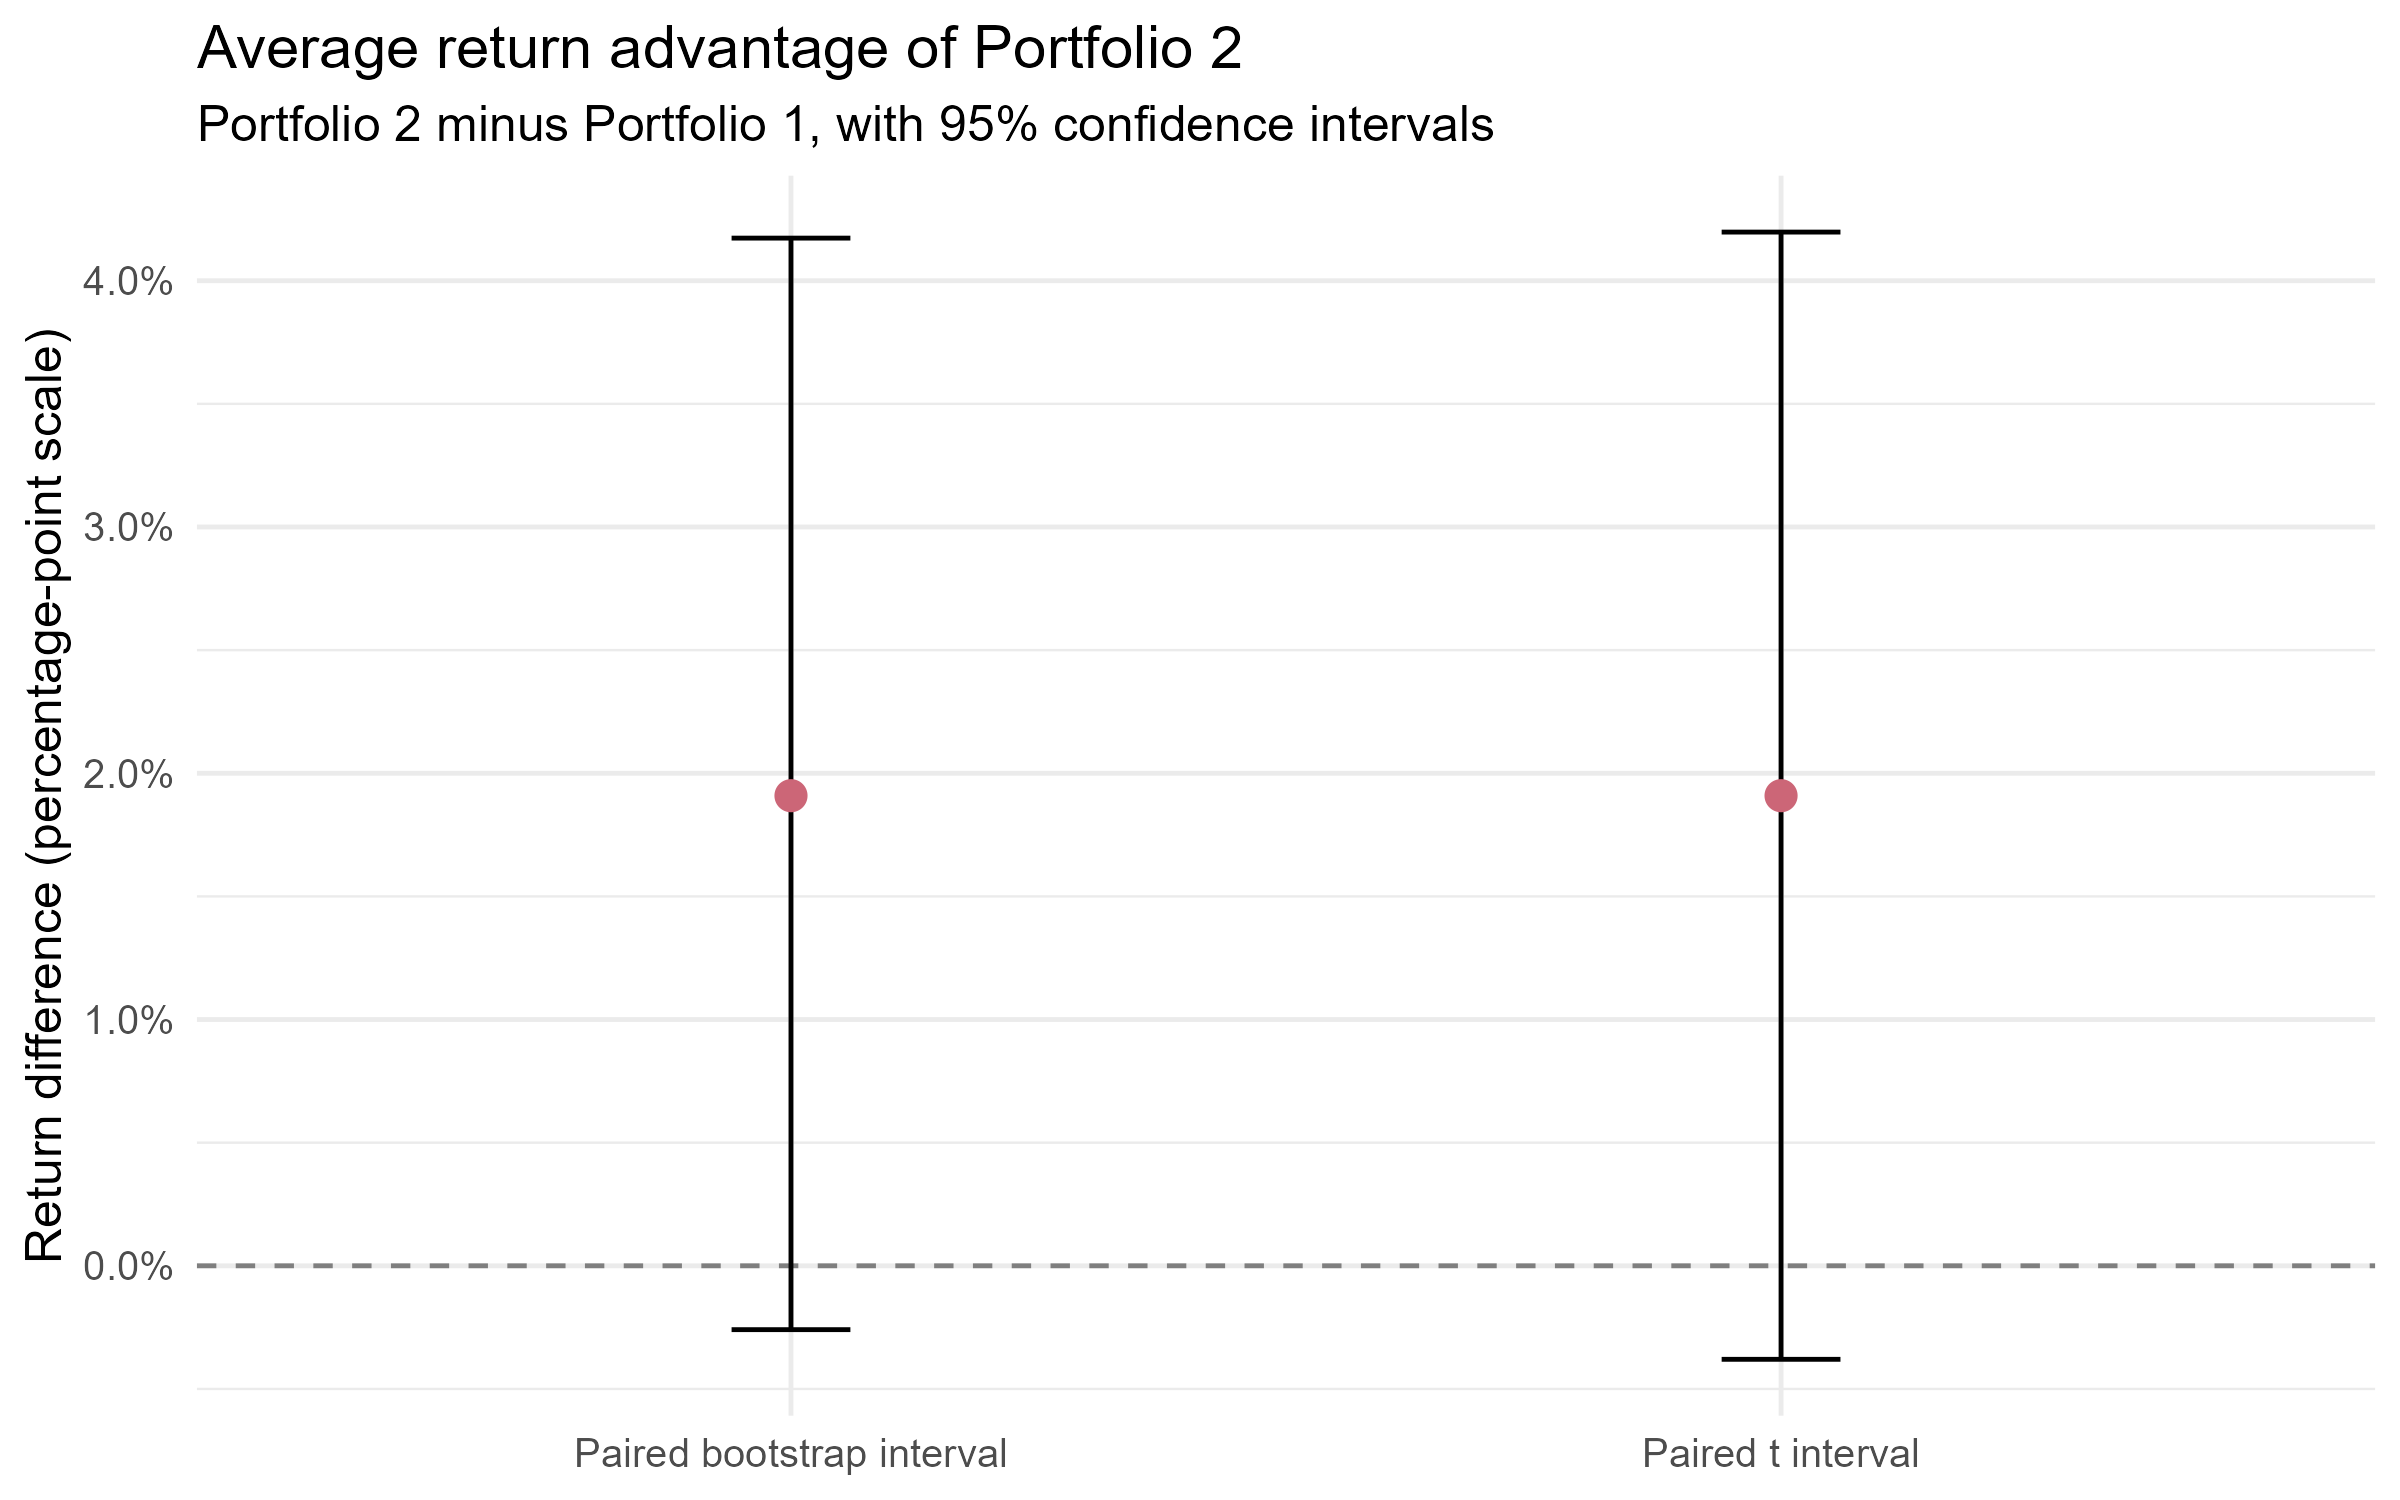 Average return advantage of Portfolio 2
Portfolio 2 minus Portfolio 1, with 95% confidence intervals
Return difference (percentage-point scale)
4.0%
3.0%
2.0%
1.0%
0.0%
Paired bootstrap interval
Paired t interval